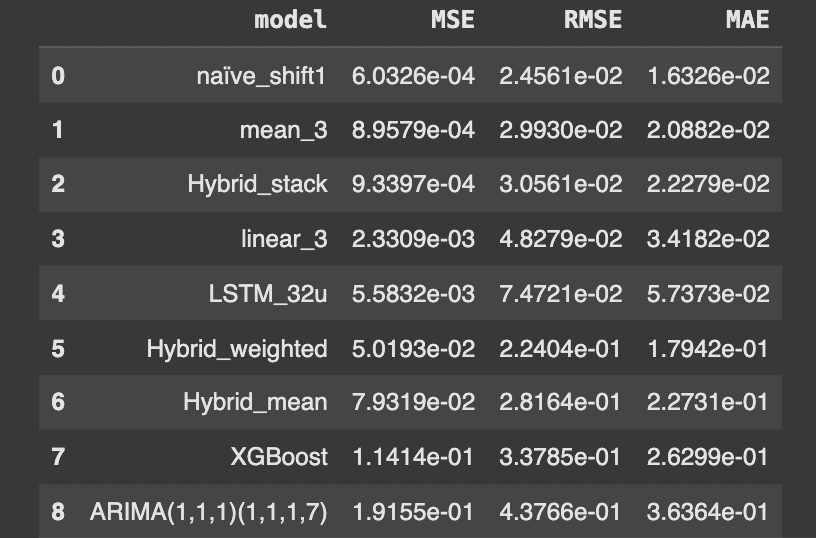 model MSE RMSE MAE
0 naïve_shift1 6.0326e-04 2.4561e-02 1.6326e-02
1 mean_3 8.9579e-04 2.9930e-02 2.0882e-02
2 Hybrid_stack 9.3397e-04 3.0561e-02 2.2279e-02
3 linear_3 2.3309e-03 4.8279e-02 3.4182e-02
4 LSTM_32u 5.5832e-03 7.4721e-02 5.7373e-02
5 Hybrid_weighted 5.0193e-02 2.2404e-01 1.7942e-01
6 Hybrid_mean 7.9319e-02 2.8164e-01 2.2731e-01
7 XGBoost 1.1414e-01 3.3785e-01 2.6299e-01
8 ARIMA(1,1,1)(1,1,1,7) 1.9155e-01 4.3766e-01 3.6364e-01